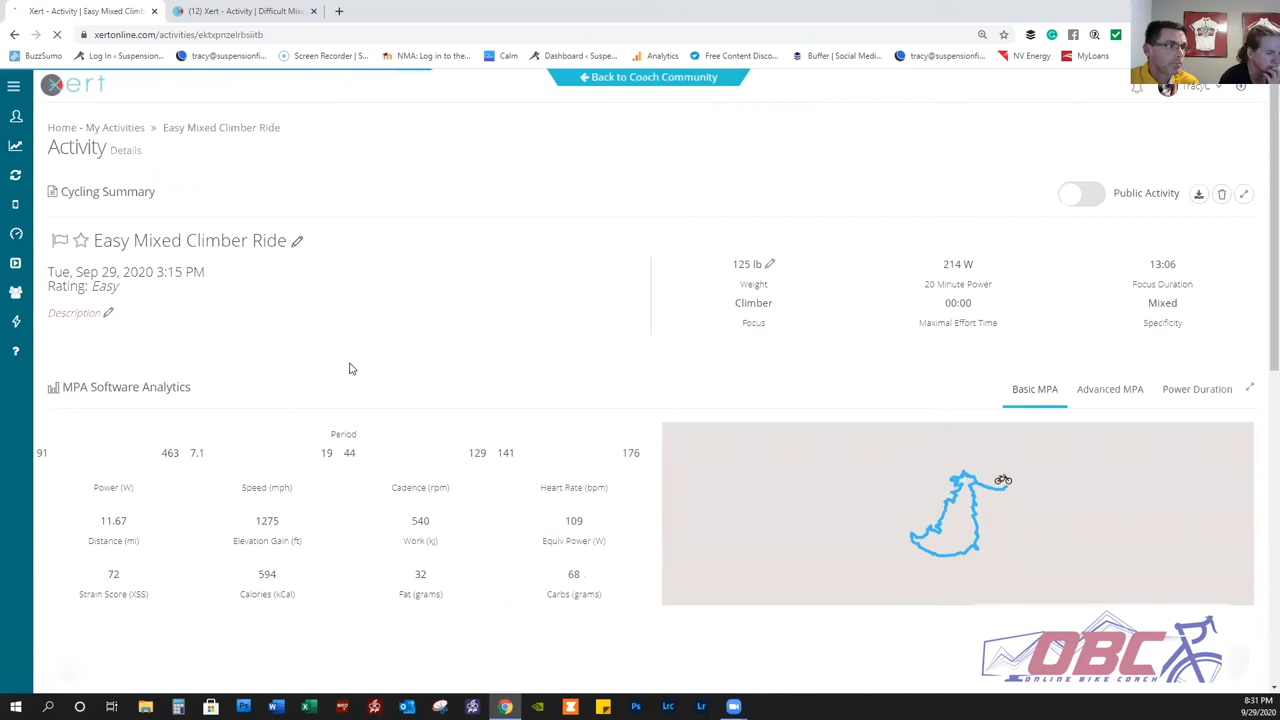 Xert - Activity | Easy Mixed Climb
(12) Xert - Activity | Difficult Mixe
xertonline.com/activities/ektxpnzelrbsiitb
BuzzSumo
Log In ‹ Suspension...
Screen Recorder | S...
NMA: Log in to the...
Calm
Dashboard ‹ Suspe...
Analytics
Free Content Disco...
Buffer | Social Medi...
tracy@suspensionfi...
NV Energy
MyLoans
tracy@suspensionfi...
xert
Back to Coach Community
TracyC
Home - My Activities » Easy Mixed Climber Ride
Activity Details
Cycling Summary
Public Activity
Easy Mixed Climber Ride
Tue, Sep 29, 2020 3:15 PM
Rating: Easy
Description
125 lb
214 W
13:06
Weight
20 Minute Power
Focus Duration
Climber
00:00
Mixed
Focus
Maximal Effort Time
Specificity
MPA Software Analytics
Basic MPA
Advanced MPA
Power Duration
Period
91 463 7.1 19 44 129 141 176
Power (W)
Speed (mph)
Cadence (rpm)
Heart Rate (bpm)
11.67
1275
540
109
Distance (mi)
Elevation Gain (ft)
Work (kJ)
Equiv Power (W)
72
594
32
68
Strain Score (XSS)
Calories (kCal)
Fat (grams)
Carbs (grams)
OBC
ONLINE BIKE COACH
8:31 PM
9/29/2020